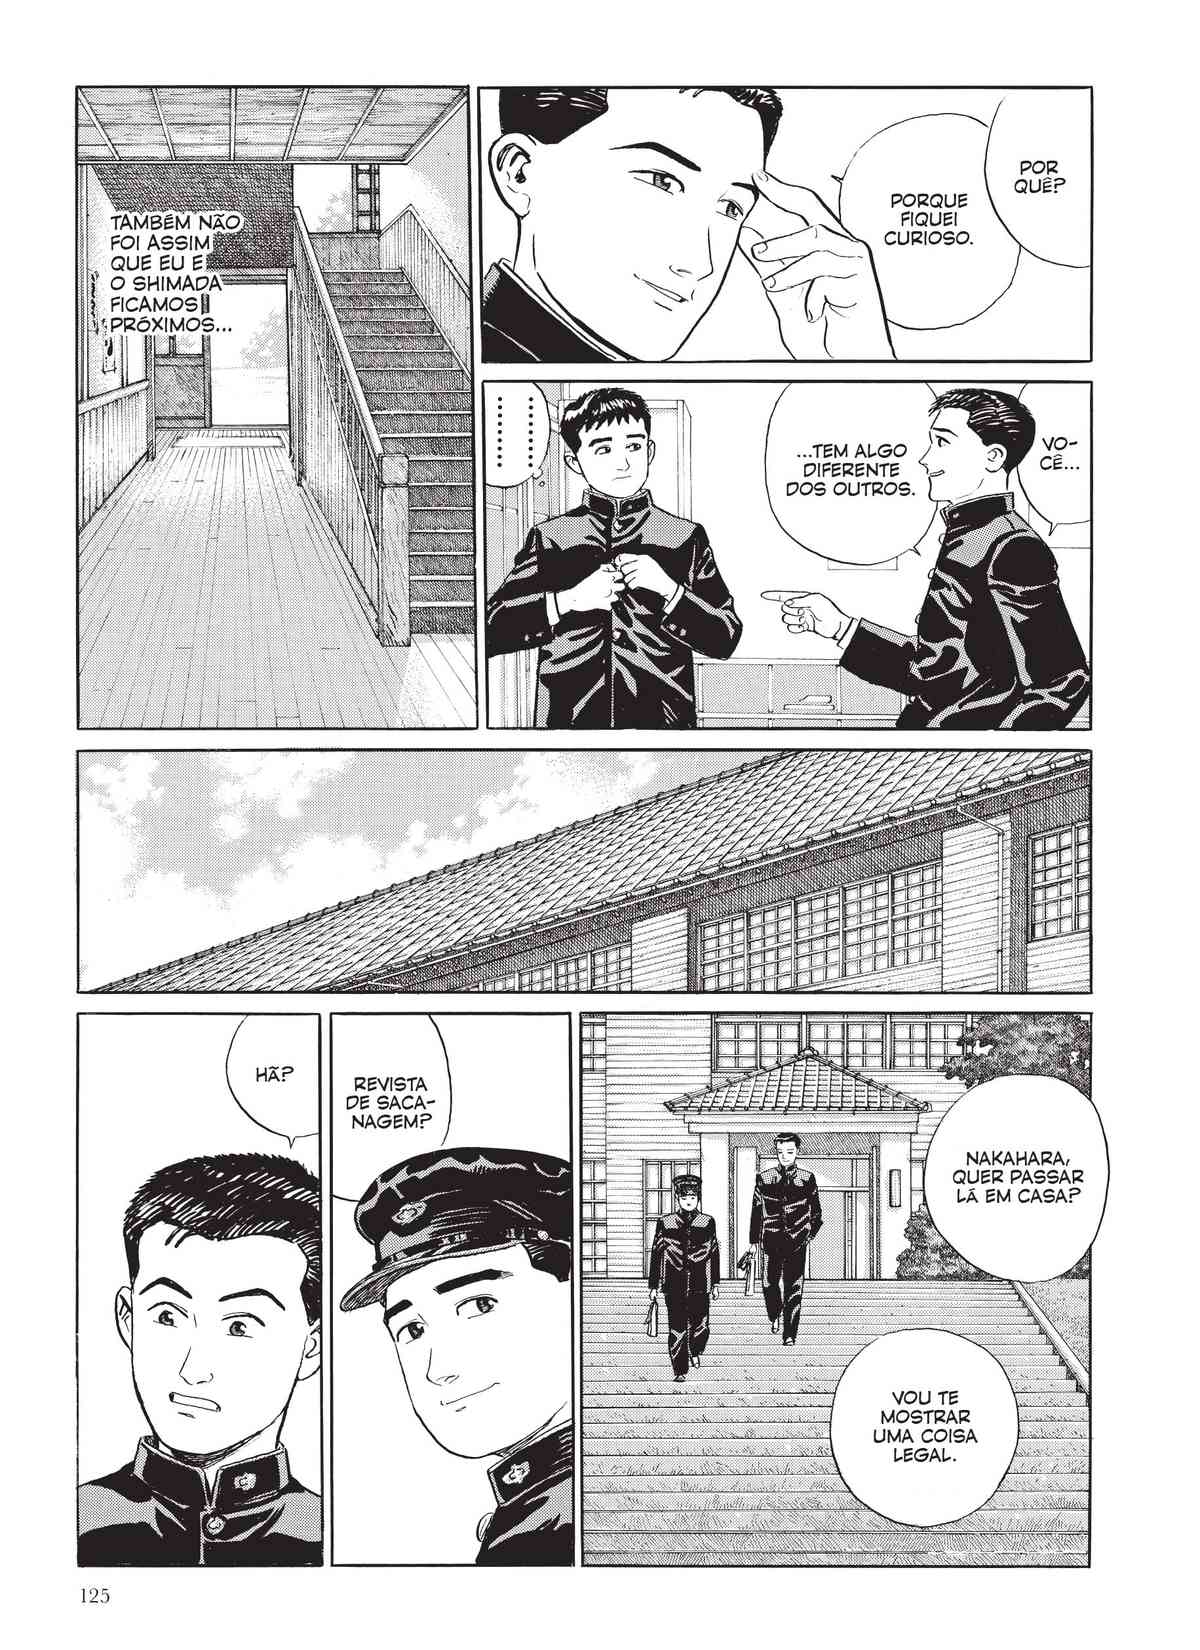 POR
QUÊ?
PORQUE
FIQUEI
CURIOSO.
VO-
CÊ...
...TEM ALGO
DIFERENTE
DOS OUTROS.
............
TAMBÉM NÃO
FOI ASSIM
QUE EU E
O SHIMADA
FICAMOS
PRÓXIMOS...
NAKAHARA,
QUER PASSAR
LÁ EM CASA?
VOU TE
MOSTRAR
UMA COISA
LEGAL.
REVISTA
DE SACA-
NAGEM?
HÃ?
125